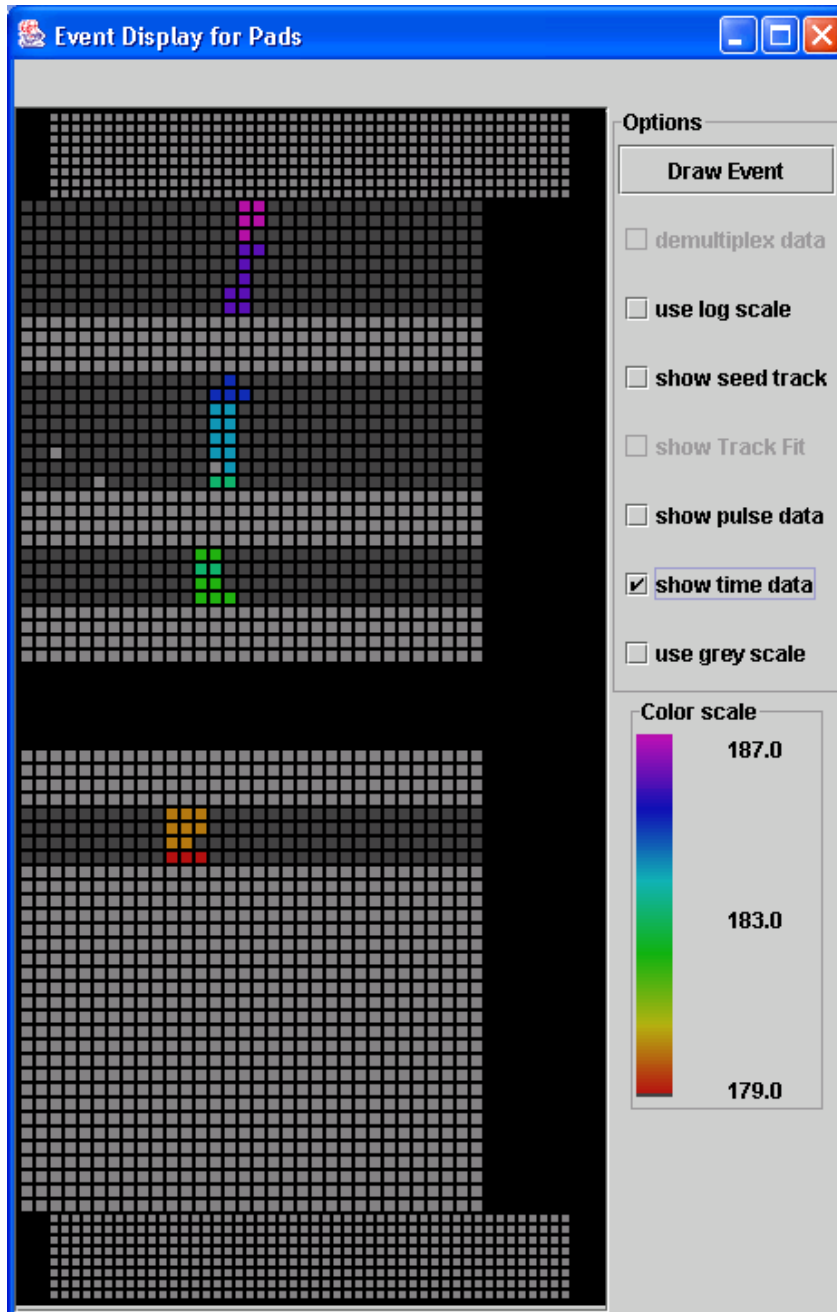 Event Display for Pads
Options
Draw Event
demultiplex data
use log scale
show seed track
show Track Fit
show pulse data
show time data
use grey scale
Color scale
187.0
183.0
179.0